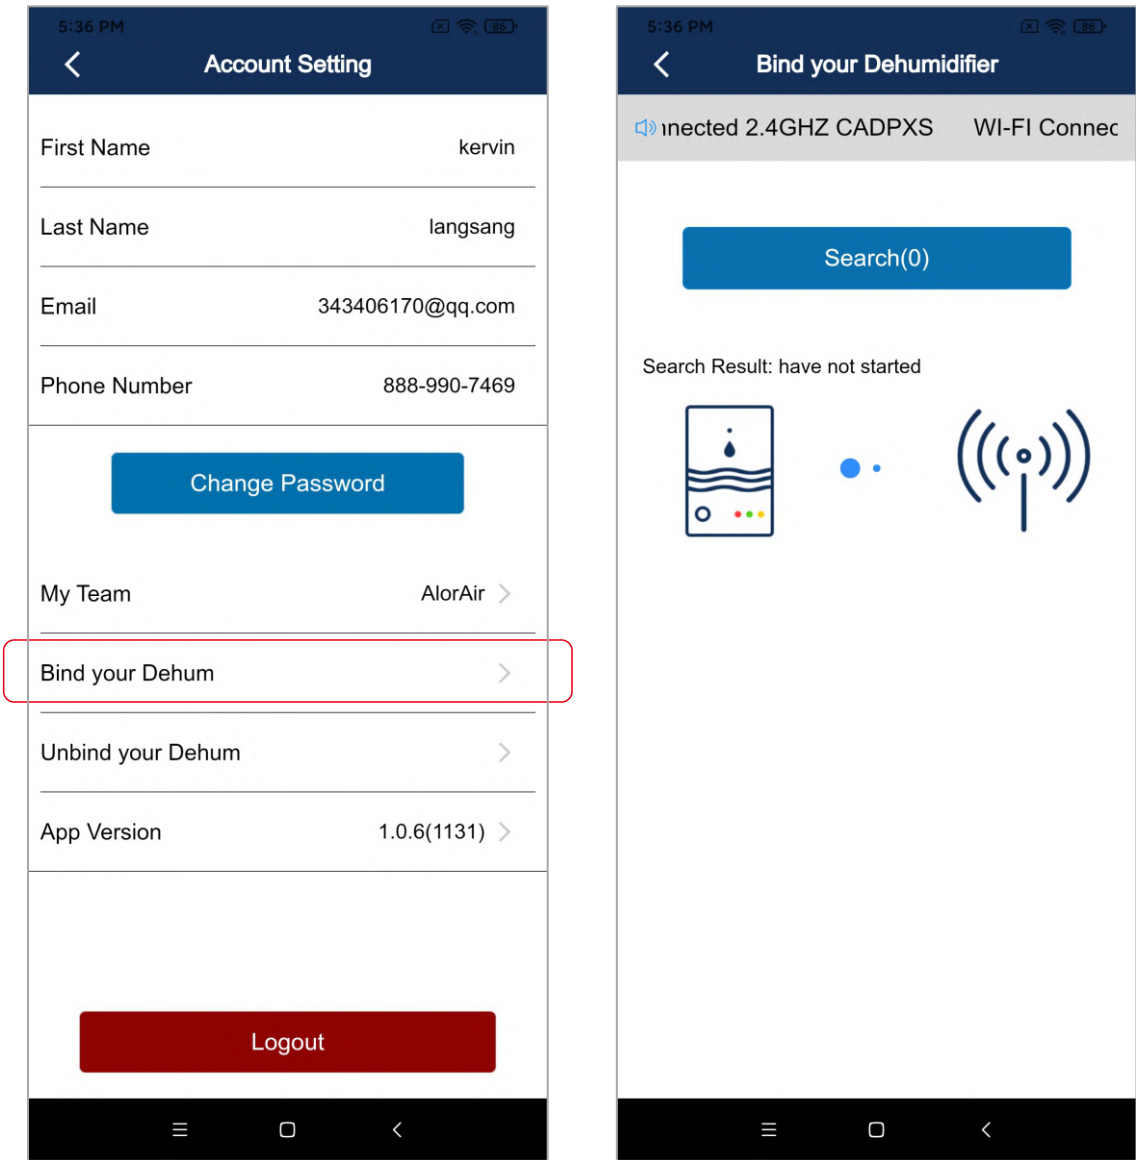 5:36 PM
86
Account Setting
First Name kervin
Last Name langsang
Email 343406170@qq.com
Phone Number 888-990-7469
Change Password
My Team AlorAir
Bind your Dehum
Unbind your Dehum
App Version 1.0.6(1131)
Logout
5:36 PM
86
Bind your Dehumidifier
nnected 2.4GHZ CADPXS WI-FI Connec
Search(0)
Search Result: have not started